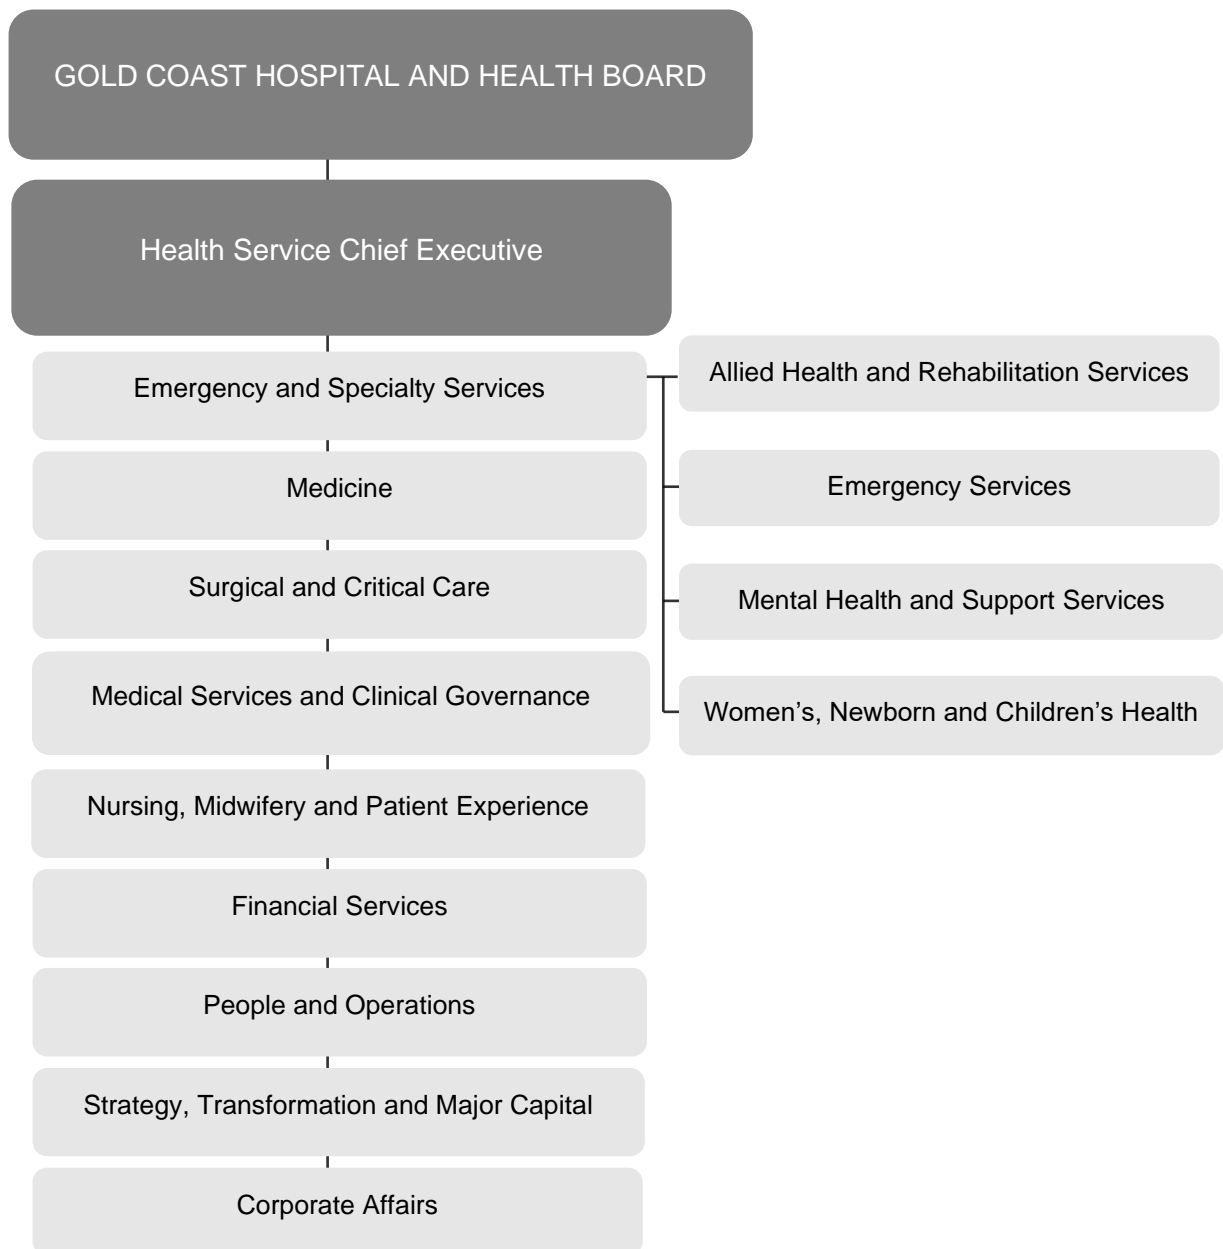 GOLD COAST HOSPITAL AND HEALTH BOARD
Health Service Chief Executive
Emergency and Specialty Services
Allied Health and Rehabilitation Services
Medicine
Emergency Services
Surgical and Critical Care
Mental Health and Support Services
Medical Services and Clinical Governance
Women’s, Newborn and Children’s Health
Nursing, Midwifery and Patient Experience
Financial Services
People and Operations
Strategy, Transformation and Major Capital
Corporate Affairs